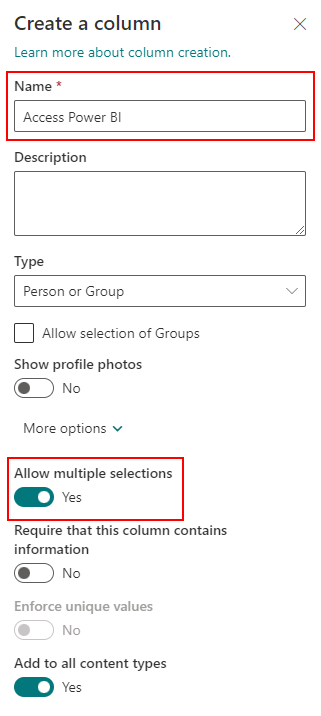 Create a column
Learn more about column creation.
Name *
Access Power BI
Description
Type
Person or Group
Allow selection of Groups
Show profile photos
No
More options
Allow multiple selections
Yes
Require that this column contains
information
No
Enforce unique values
No
Add to all content types
Yes